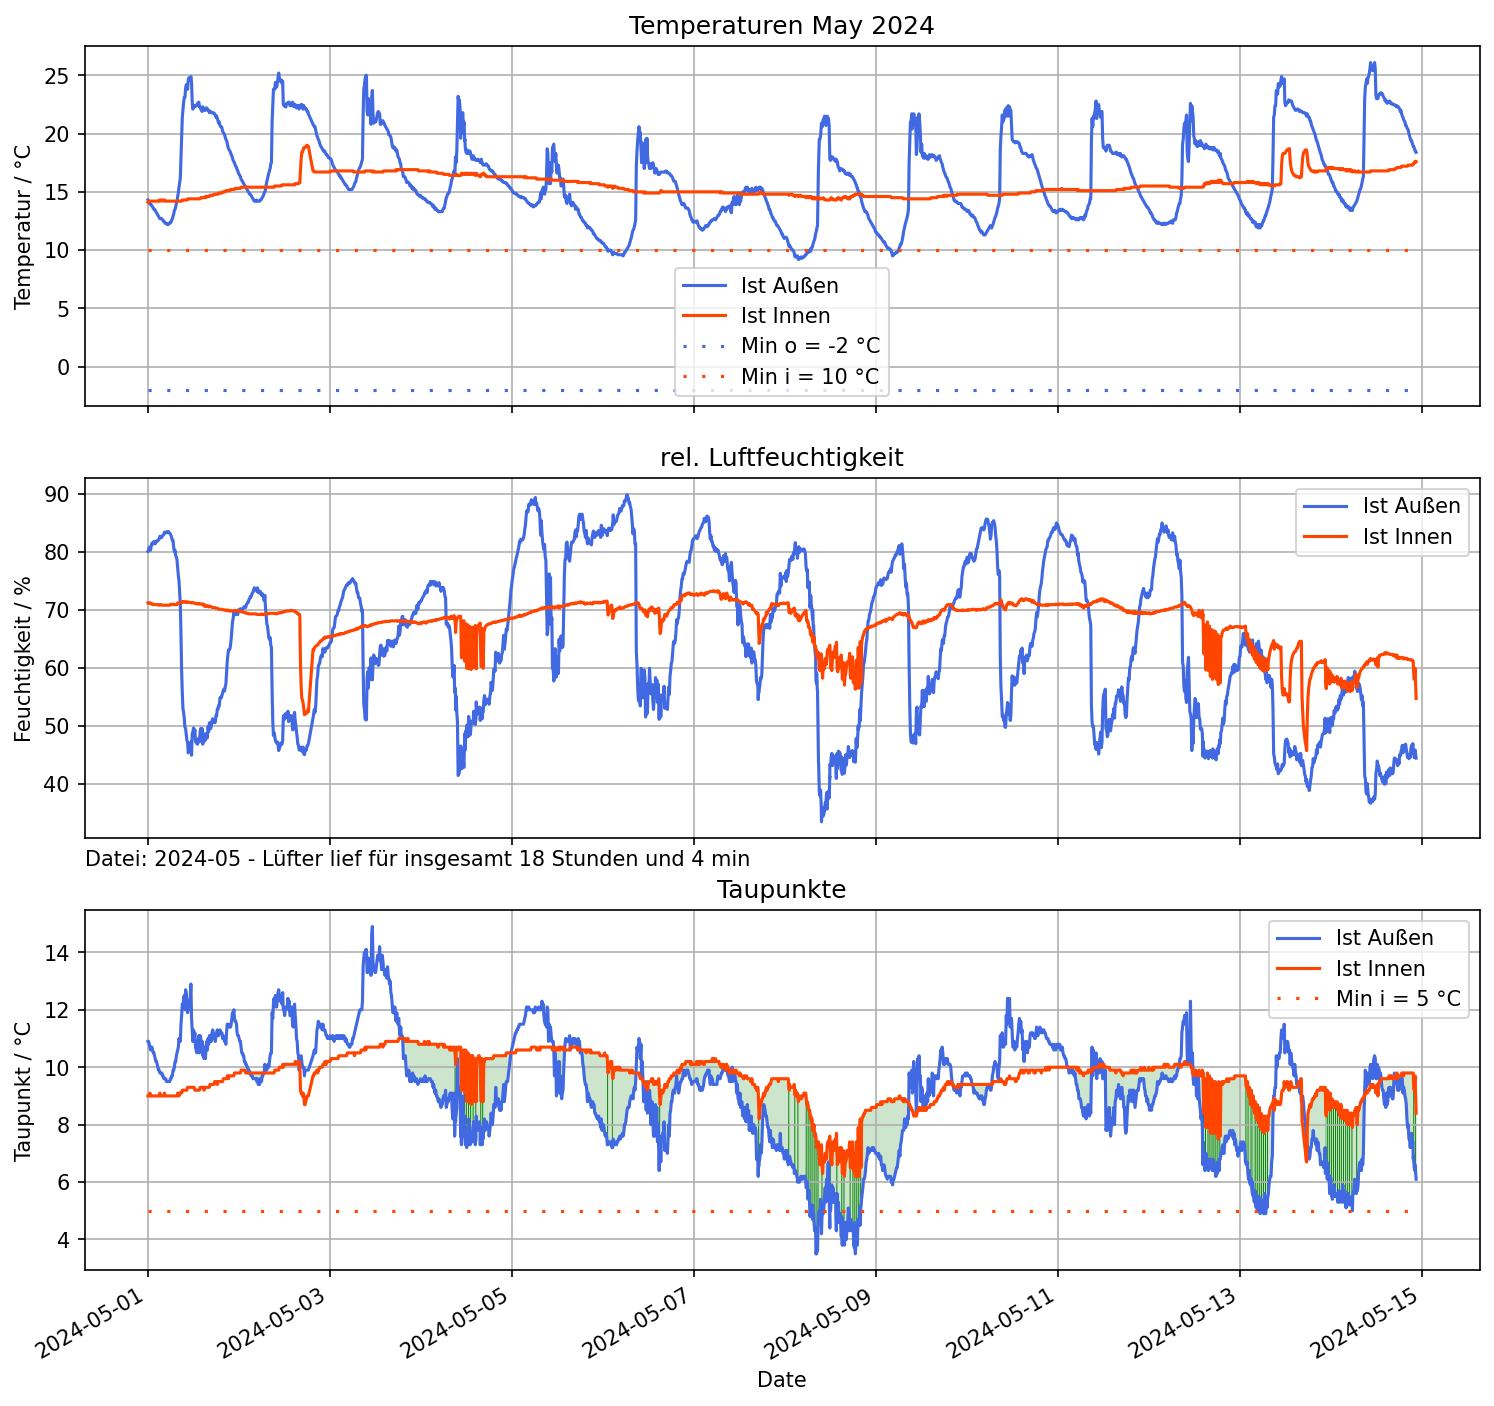 Temperaturen May 2024
Temperatur / °C
25
20
15
10
5
0
Ist Außen
Ist Innen
Min o = -2 °C
Min i = 10 °C
rel. Luftfeuchtigkeit
Feuchtigkeit / %
90
80
70
60
50
40
Ist Außen
Ist Innen
Datei: 2024-05 - Lüfter lief für insgesamt 18 Stunden und 4 min
Taupunkte
Taupunkt / °C
14
12
10
8
6
4
Ist Außen
Ist Innen
Min i = 5 °C
2024-05-01
2024-05-03
2024-05-05
2024-05-07
2024-05-09
2024-05-11
2024-05-13
2024-05-15
Date